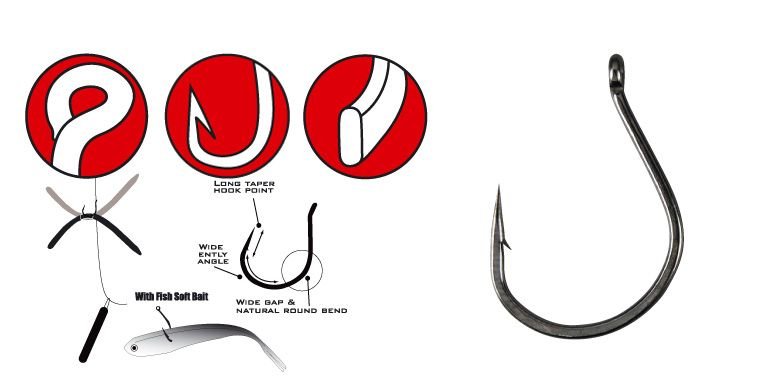 LONG TAPER
HOOK POINT
WIDE
ENTLY
ANGLE
WIDE GAP &
NATURAL ROUND BEND
With Fish Soft Bait